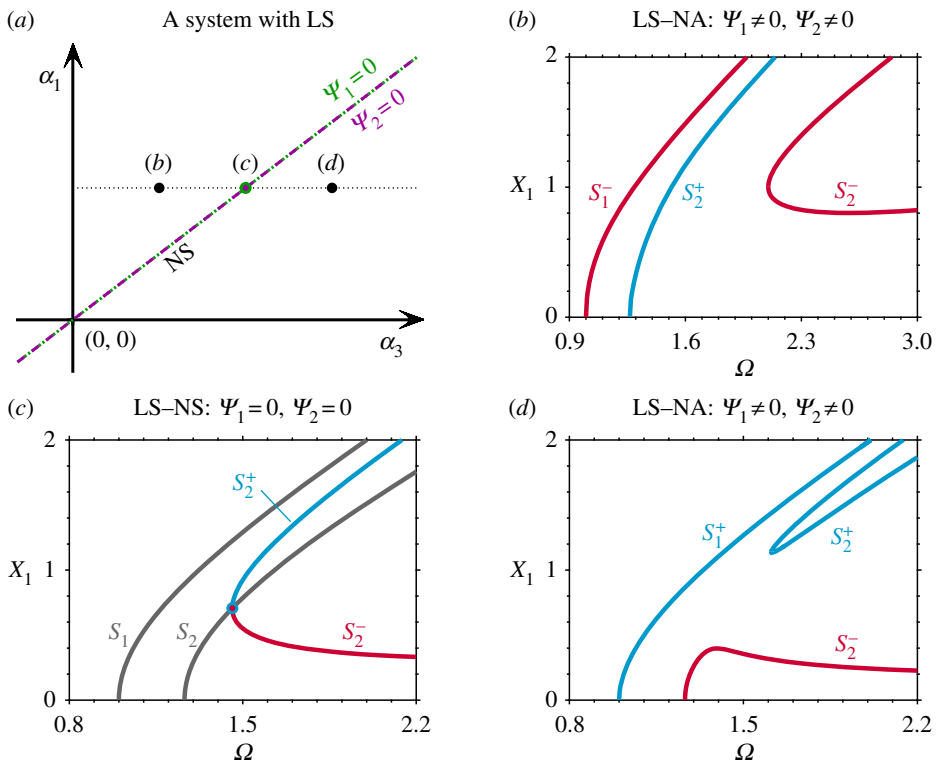 (a) A system with LS
α₁
Ψ₁=0
Ψ₂=0
(b) (c) (d)
NS
(0, 0)
α₃
(b) LS–NA: Ψ₁≠0, Ψ₂≠0
2
X₁ 1
0
S₁⁻ S₂⁺ S₂⁻
0.9 1.6 2.3 3.0
Ω
(c) LS–NS: Ψ₁=0, Ψ₂=0
2
X₁ 1
0
S₂⁺
S₁ S₂ S₂⁻
0.8 1.5 2.2
Ω
(d) LS–NA: Ψ₁≠0, Ψ₂≠0
2
X₁ 1
0
S₁⁺ S₂⁺
S₂⁻
0.8 1.5 2.2
Ω